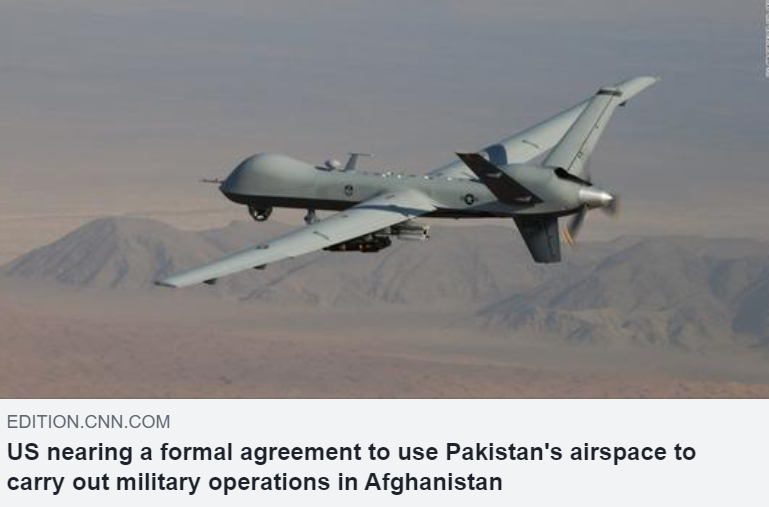 EDITION.CNN.COM
US nearing a formal agreement to use Pakistan's airspace to
carry out military operations in Afghanistan